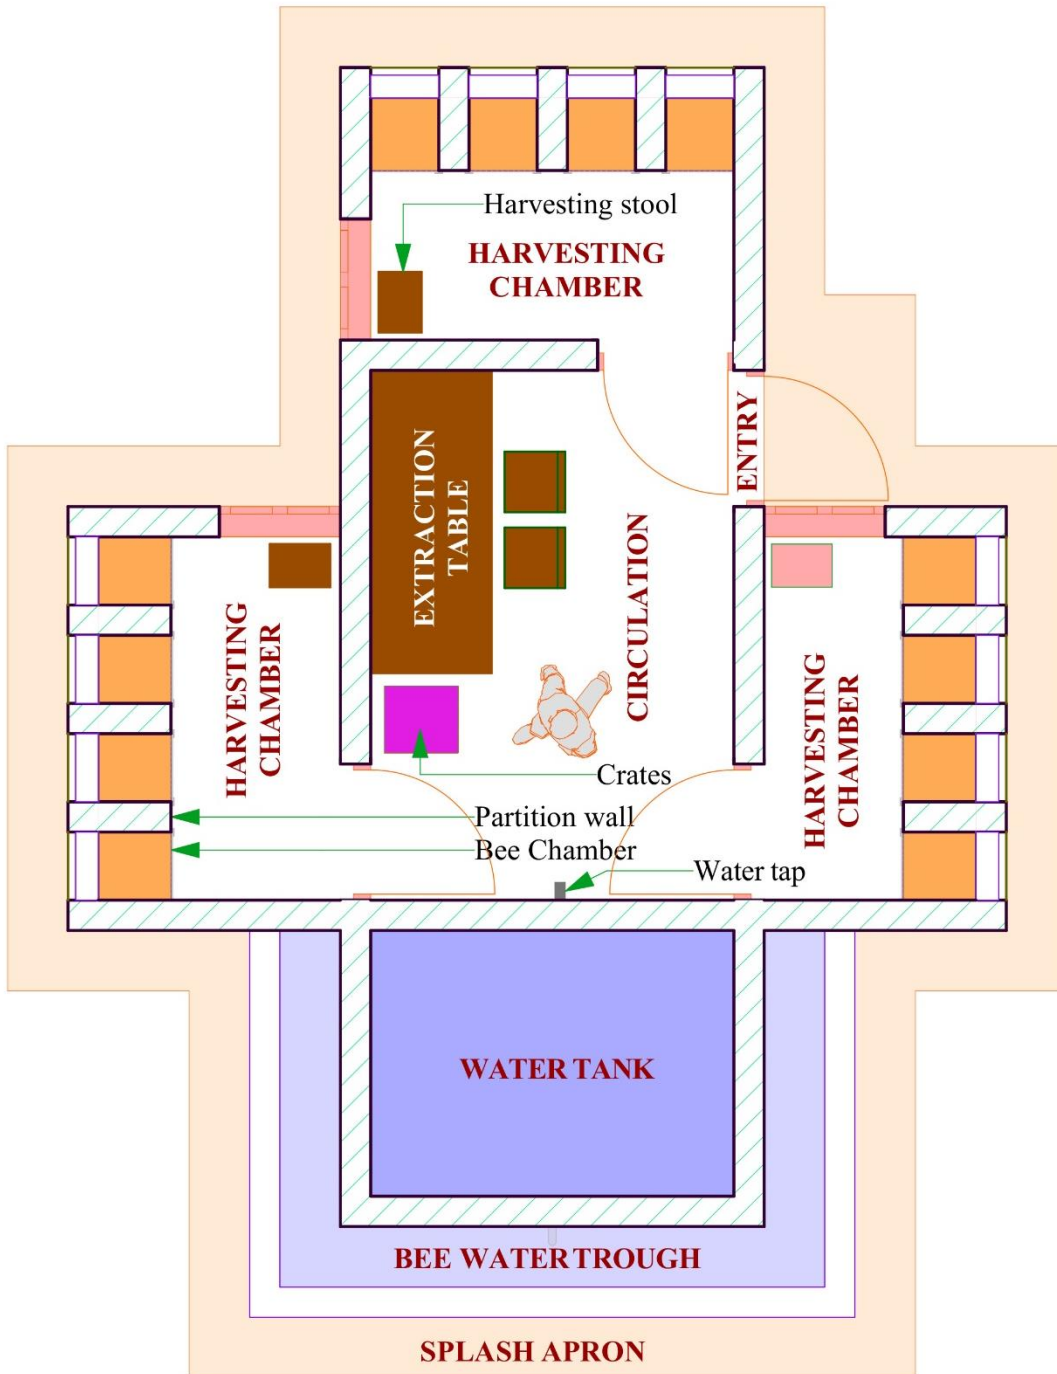 Harvesting stool
HARVESTING
CHAMBER
ENTRY
EXTRACTION
TABLE
CIRCULATION
HARVESTING
CHAMBER
HARVESTING
CHAMBER
Crates
Partition wall
Bee Chamber
Water tap
WATER TANK
BEE WATER TROUGH
SPLASH APRON